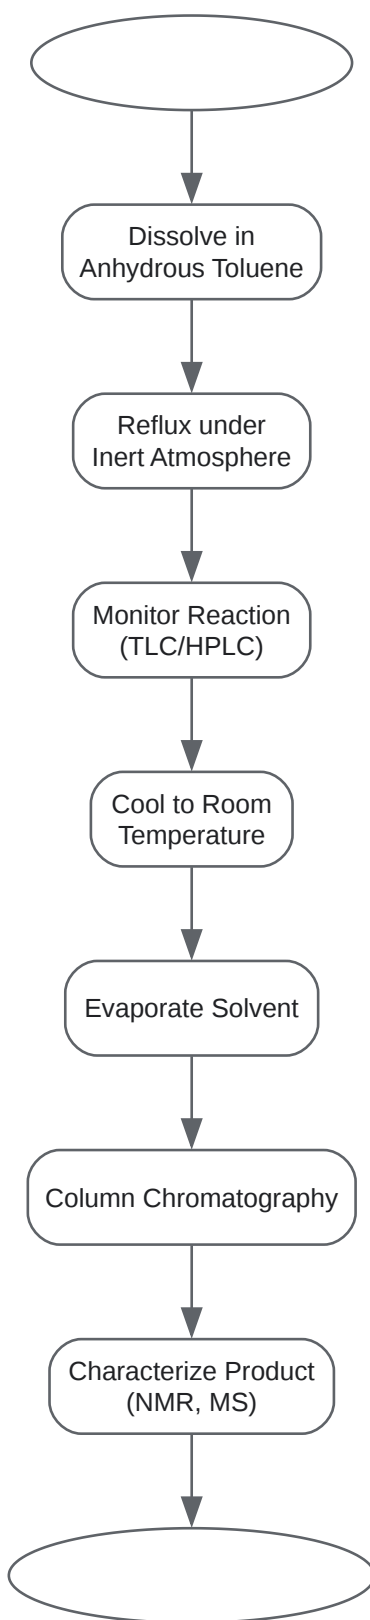 Dissolve in
Anhydrous Toluene
Reflux under
Inert Atmosphere
Monitor Reaction
(TLC/HPLC)
Cool to Room
Temperature
Evaporate Solvent
Column Chromatography
Characterize Product
(NMR, MS)